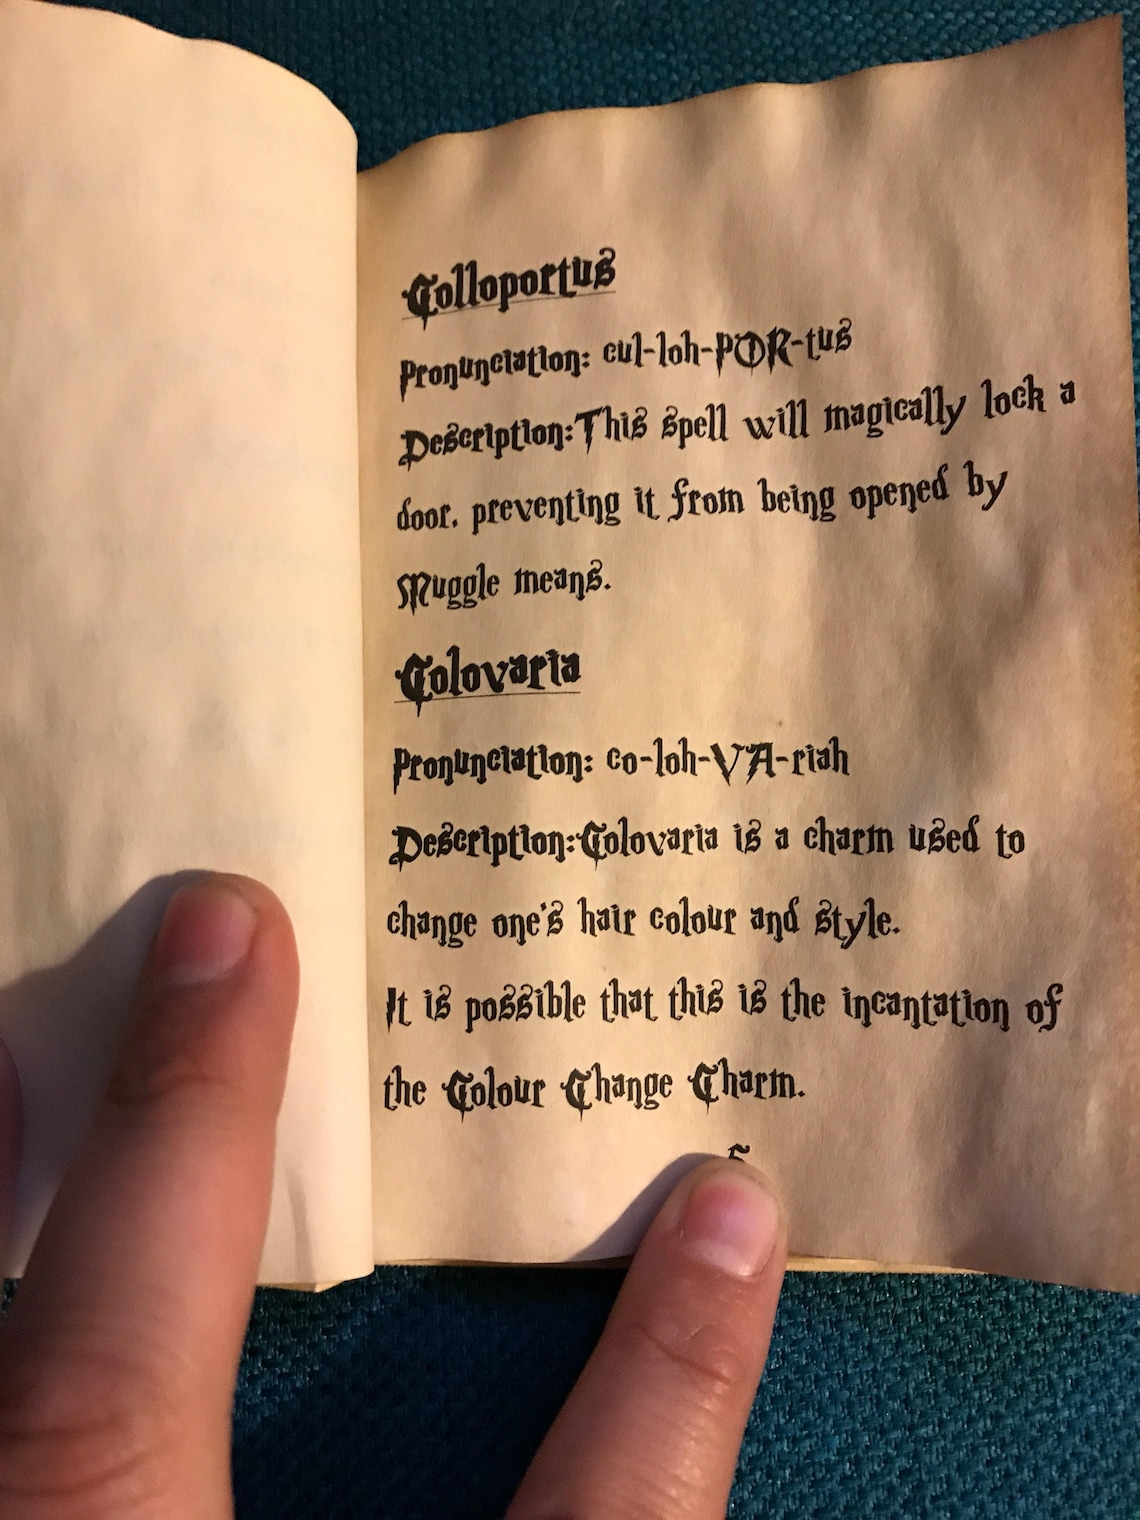 Colloportus
Pronunciation: cul-loh-POR-tus
Description:This spell will magically lock a
door, preventing it from being opened by
Muggle means.
Colovaria
Pronunciation: co-loh-VA-riah
Description:Colovaria is a charm used to
change one's hair colour and style.
It is possible that this is the incantation of
the Colour Change Charm.